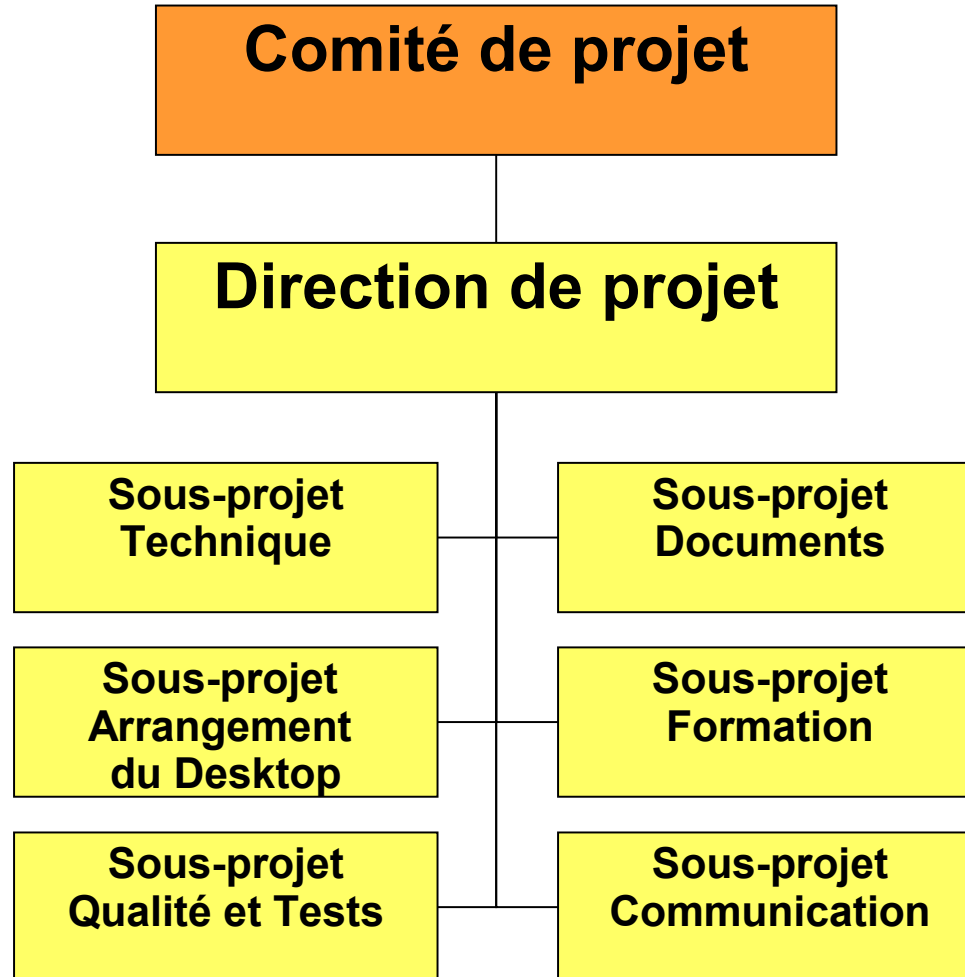 Comité de projet
Direction de projet
Sous-projet
Technique
Sous-projet
Documents
Sous-projet
Arrangement
du Desktop
Sous-projet
Formation
Sous-projet
Qualité et Tests
Sous-projet
Communication